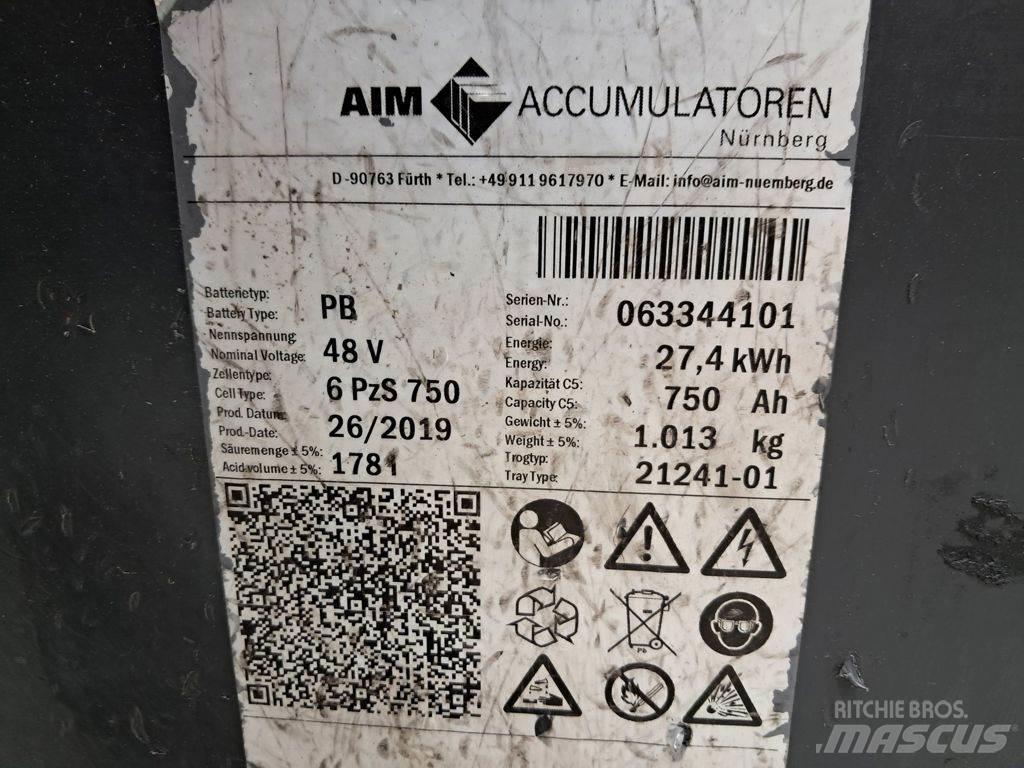 AIM ACCUMULATOREN
Nürnberg
D-90763 Fürth * Tel.: +49911 9617970 * E-Mail: info@aim-nuernberg.de
Batterietyp:
Battery Type: PB
Nennspannung:
Nominal Voltage: 48 V
Zellentype:
Cell Type: 6 PzS 750
Prod. Datum:
Prod.-Date: 26/2019
Säuremenge ± 5%:
Acid volume ± 5%: 178 l
Serien-Nr.:
Serial-No.: 063344101
Energie:
Energy: 27,4 kWh
Kapazität C5:
Capacity C5: 750 Ah
Gewicht ± 5%:
Weight ± 5%: 1.013 kg
Trogtyp:
Tray Type: 21241-01
Pb
RITCHIE BROS.
MASCUS